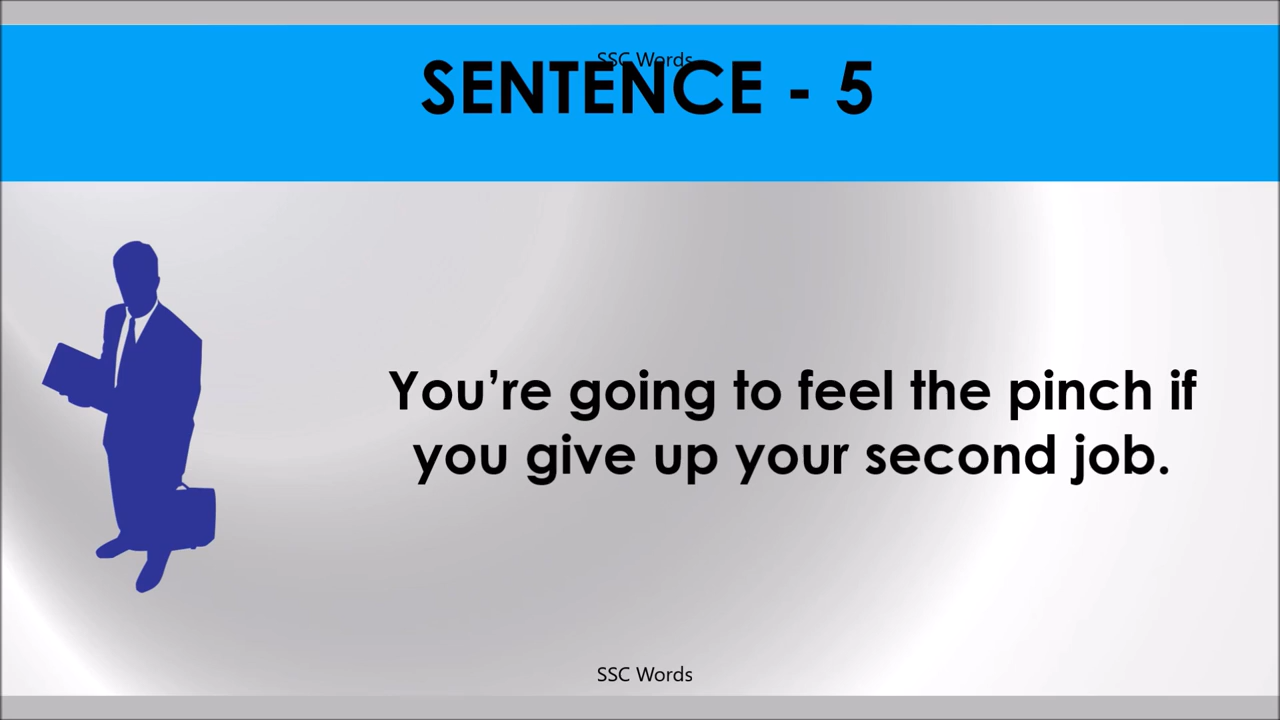 SSC Words
SENTENCE - 5
You’re going to feel the pinch if
you give up your second job.
SSC Words